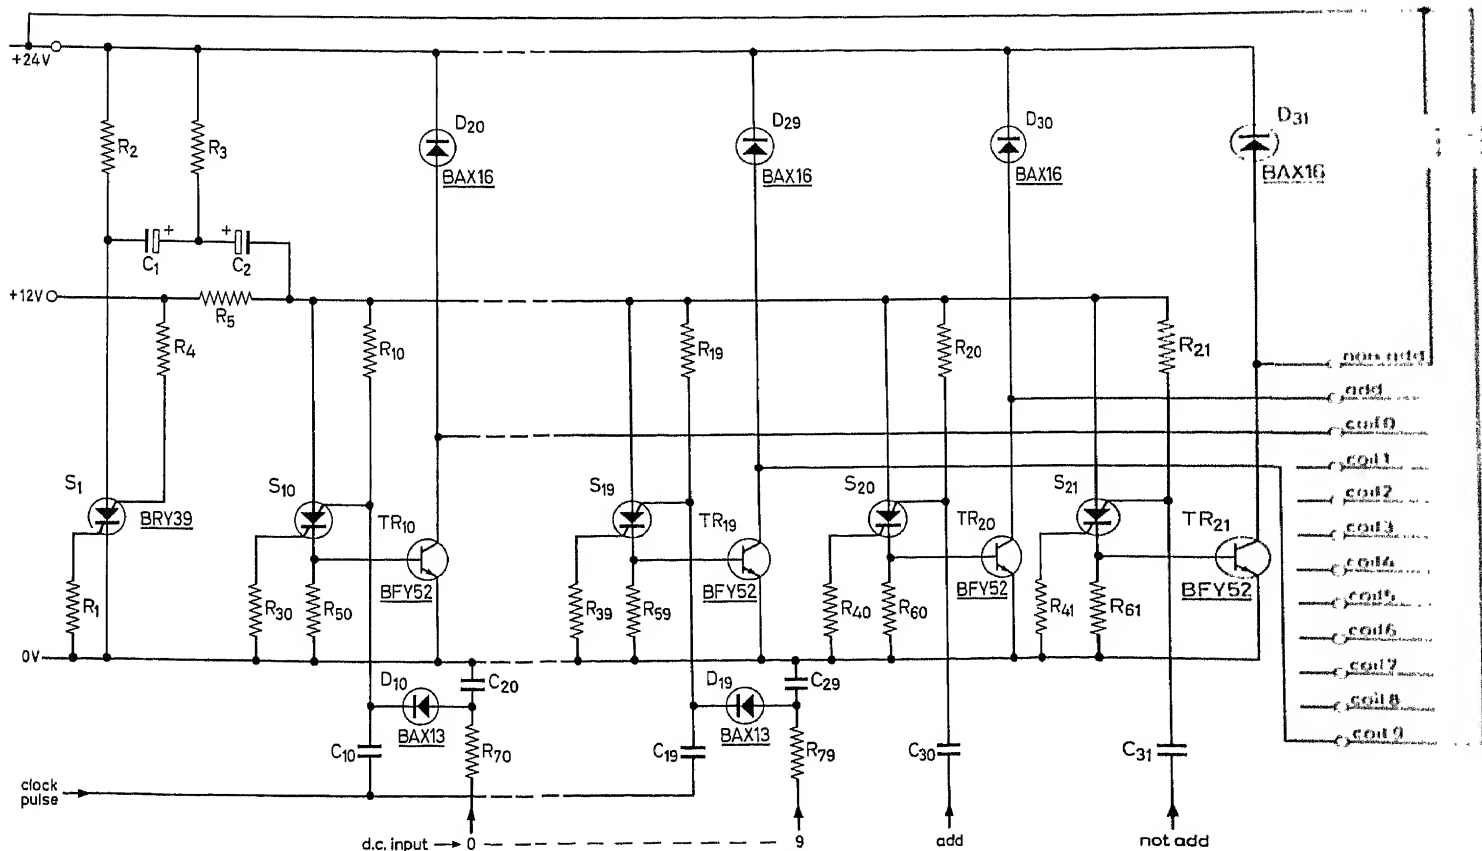 +24V
R2
R3
D20
BAX16
D29
BAX16
D30
BAX16
D31
BAX16
+
C1
+
C2
+12V
R5
R4
R10
R19
R20
R21
non add
add
coil 0
coil 1
coil 2
coil 3
coil 4
coil 5
coil 6
coil 7
coil 8
coil 9
S1
BRY39
S10
TR10
BFY52
S19
TR19
BFY52
S20
TR20
BFY52
S21
TR21
BFY52
R1
R30
R50
R39
R59
R40
R60
R41
R61
0V
D10
BAX13
C20
D19
BAX13
C29
C10
R70
C19
R79
C30
C31
clock
pulse
d.c. input → 0 — — — — — 9
add
not add